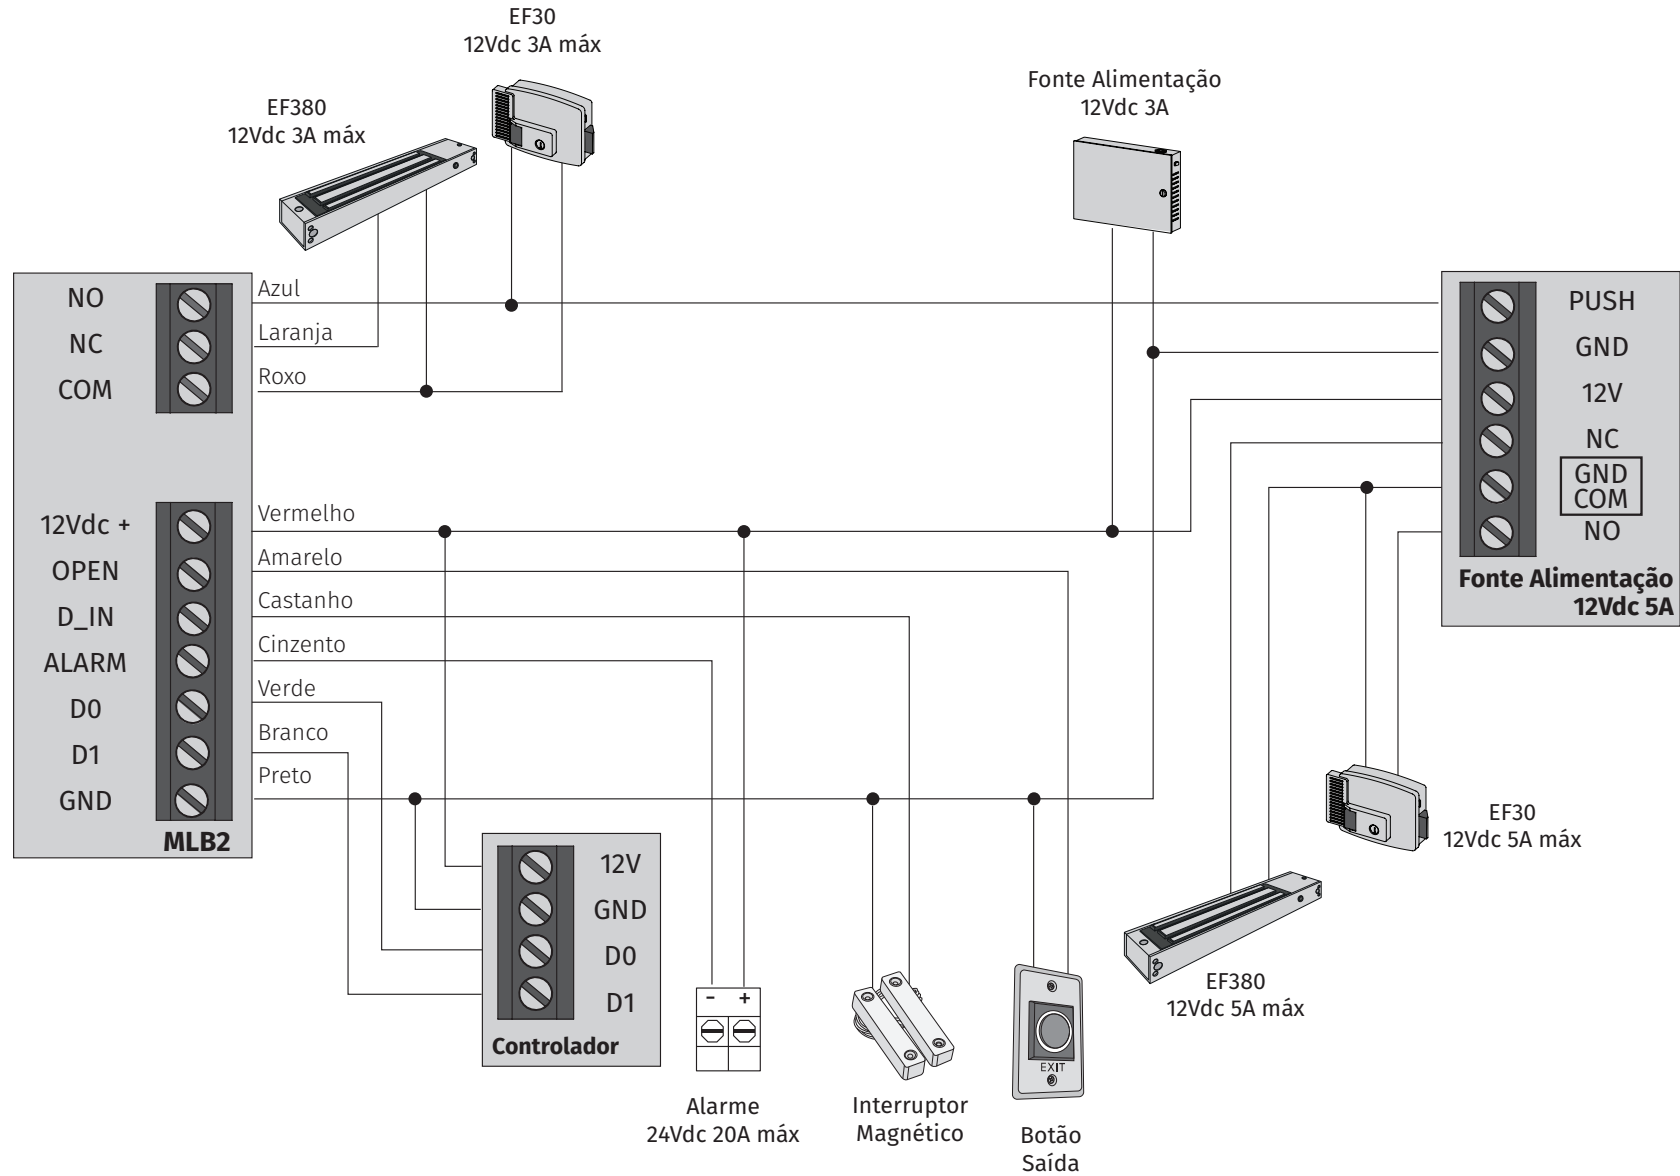 EF30
12Vdc 3A máx
EF380
12Vdc 3A máx
Fonte Alimentação
12Vdc 3A
NO
NC
COM
Azul
Laranja
Roxo
12Vdc +
OPEN
D_IN
ALARM
D0
D1
GND
MLB2
Vermelho
Amarelo
Castanho
Cinzento
Verde
Branco
Preto
PUSH
GND
12V
NC
GND
COM
NO
Fonte Alimentação
12Vdc 5A
12V
GND
D0
D1
Controlador
- +
Alarme
24Vdc 20A máx
Interruptor
Magnético
EXIT
Botão
Saída
EF30
12Vdc 5A máx
EF380
12Vdc 5A máx